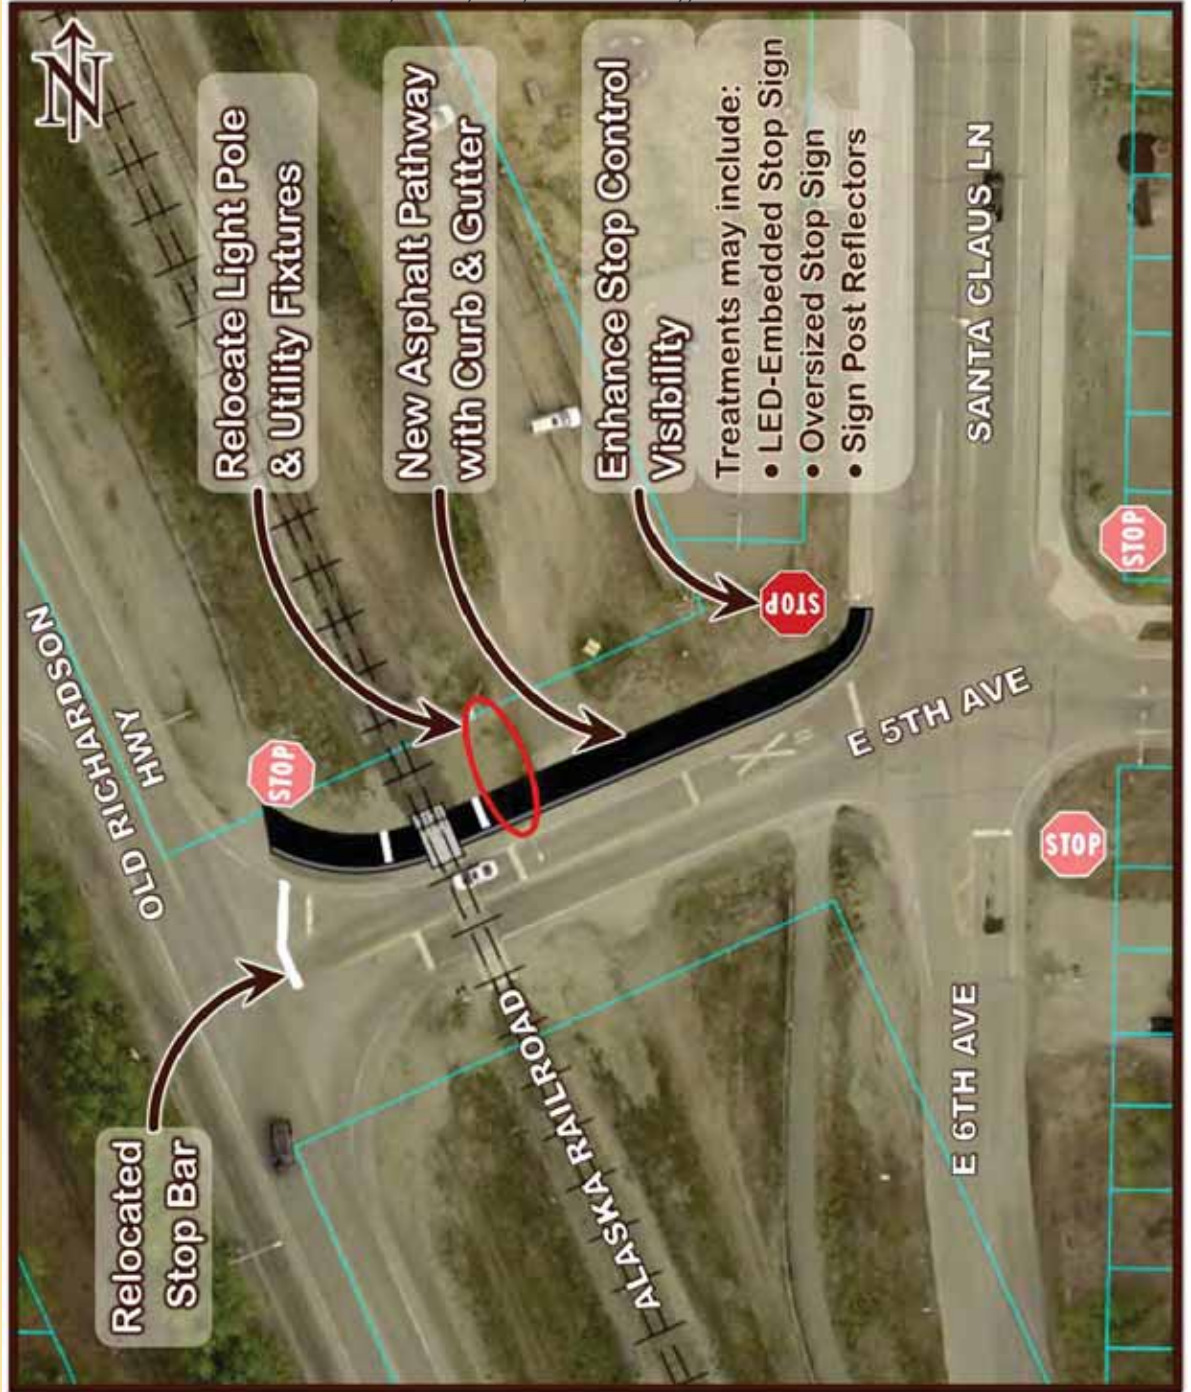 N
Relocate Light Pole
& Utility Fixtures
New Asphalt Pathway
with Curb & Gutter
Enhance Stop Control
Visibility
Treatments may include:
• LED-Embedded Stop Sign
• Oversized Stop Sign
• Sign Post Reflectors
SANTA CLAUS LN
OLD RICHARDSON
HWY
STOP
STOP
STOP
STOP
E 5TH AVE
Relocated
Stop Bar
ALASKA RAILROAD
E 6TH AVE